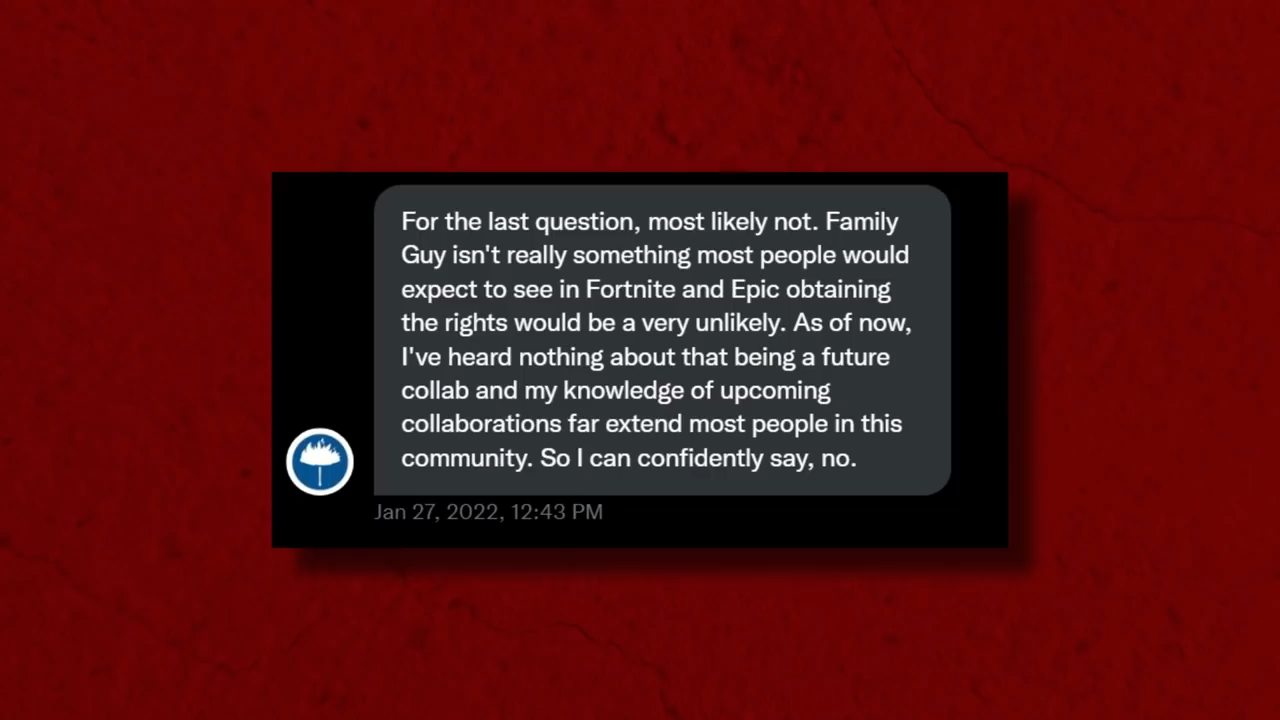 For the last question, most likely not. Family
Guy isn't really something most people would
expect to see in Fortnite and Epic obtaining
the rights would be a very unlikely. As of now,
I've heard nothing about that being a future
collab and my knowledge of upcoming
collaborations far extend most people in this
community. So I can confidently say, no.
Jan 27, 2022, 12:43 PM